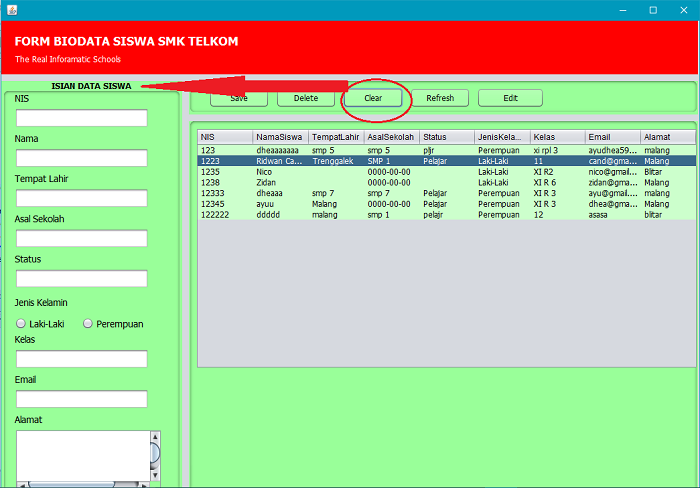 FORM BIODATA SISWA SMK TELKOM
The Real Inforamatic Schools
ISIAN DATA SISWA
NIS
Nama
Tempat Lahir
Asal Sekolah
Status
Jenis Kelamin
Laki-Laki Perempuan
Kelas
Email
Alamat
Save Delete Clear Refresh Edit
NIS NamaSiswa TempatLahir AsalSekolah Status JenisKela... Kelas Email Alamat
123 dheaaaaaaa smp 5 smp 5 pljr Perempuan xi rpl 3 ayudhea59... malang
1223 Ridwan Ca... Trenggalek SMP 1 Pelajar Laki-Laki 11 cand@gma... Malang
1235 Nico 0000-00-00 Laki-Laki XI R2 nico@gmai... Blitar
1238 Zidan 0000-00-00 Laki-Laki XI R 6 zidan@gma... Malang
12333 dheaaa smp 7 smp 7 Pelajar Perempuan XI R 3 ayu@gmail.... Malang
12345 ayuu Malang 0000-00-00 Pelajar Perempuan XI R 3 dhea@gma... Malang
122222 ddddd malang smp 1 pelajr Perempuan 12 asasa blitar